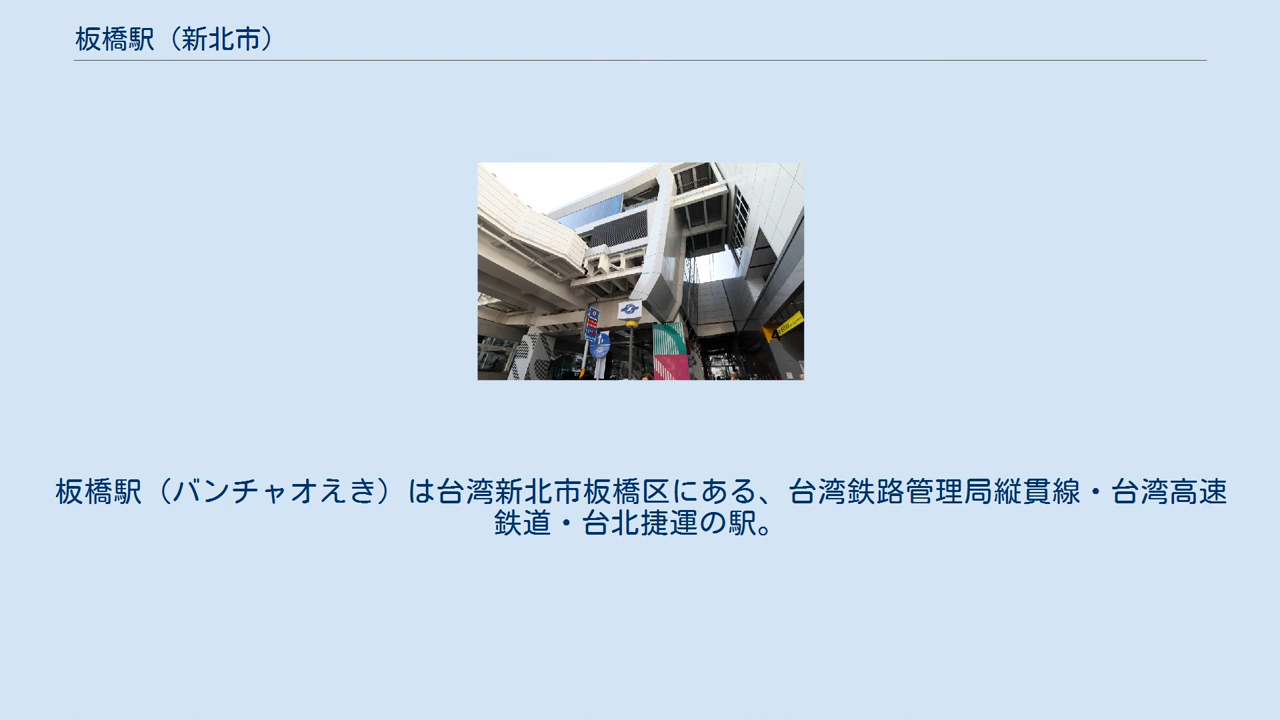 板橋駅（新北市）
板橋駅（バンチャオえき）は台湾新北市板橋区にある、台湾鉄路管理局縦貫線・台湾高速
鉄道・台北捷運の駅。